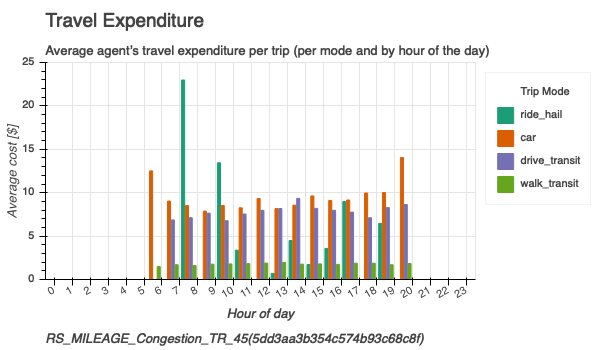 Travel Expenditure
Average agent's travel expenditure per trip (per mode and by hour of the day)
25
20
15
10
5
0
Average cost [$]
0 1 2 3 4 5 6 7 8 9 10 11 12 13 14 15 16 17 18 19 20 21 22 23
Hour of day
Trip Mode
ride_hail
car
drive_transit
walk_transit
RS_MILEAGE_Congestion_TR_45(5dd3aa3b354c574b93c68c8f)